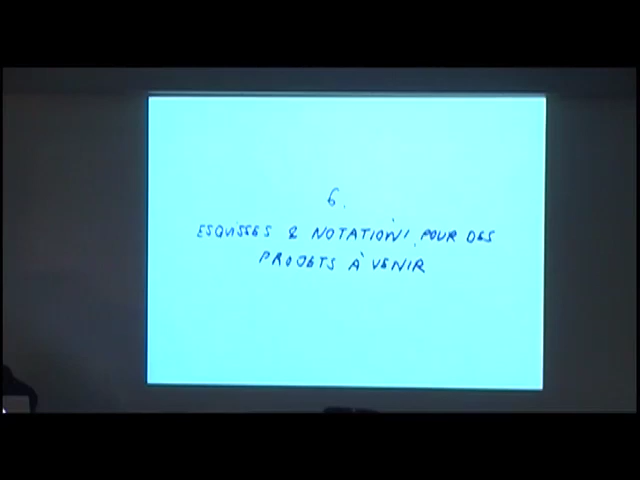 6.
ESQUISSES & NOTATIONS POUR DES
PROJETS À VENIR